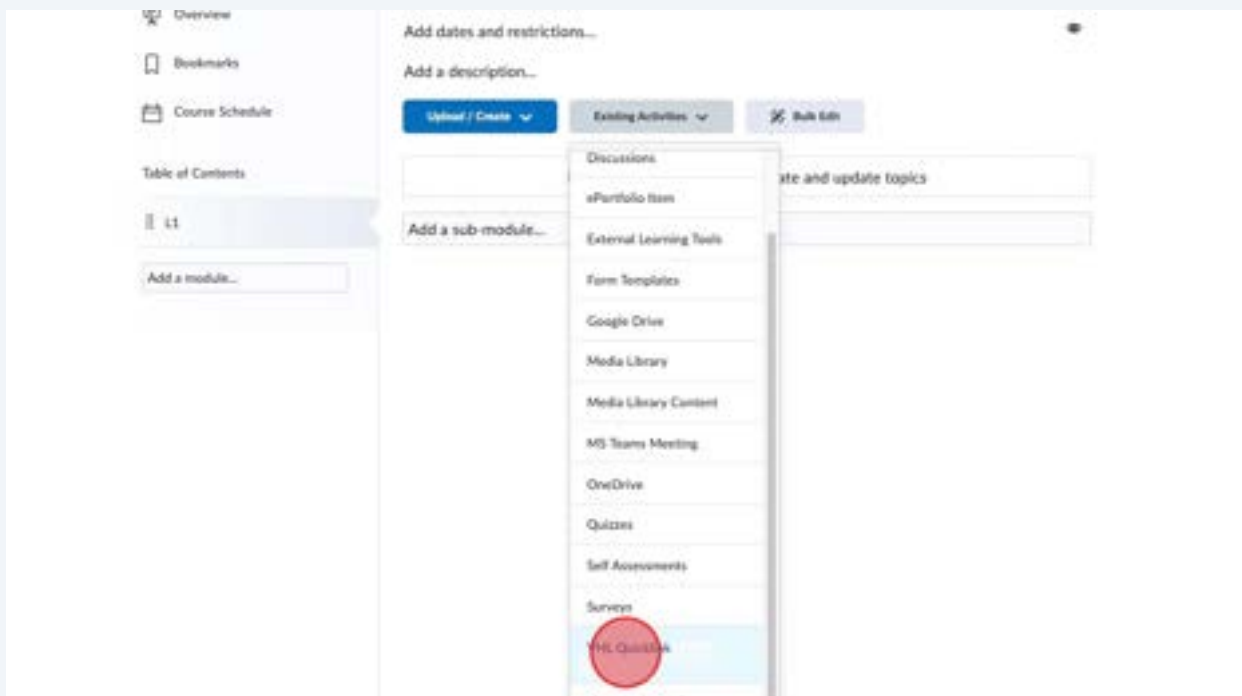 Overview
Bookmarks
Course Schedule
Table of Contents
L1
Add a module...
Add dates and restrictions...
Add a description...
Upload / Create
Existing Activities
Bulk Edit
ate and update topics
Add a sub-module...
Discussions
ePortfolio Item
External Learning Tools
Form Templates
Google Drive
Media Library
Media Library Content
MS Teams Meeting
OneDrive
Quizzes
Self Assessments
Surveys
VHL Quicklink